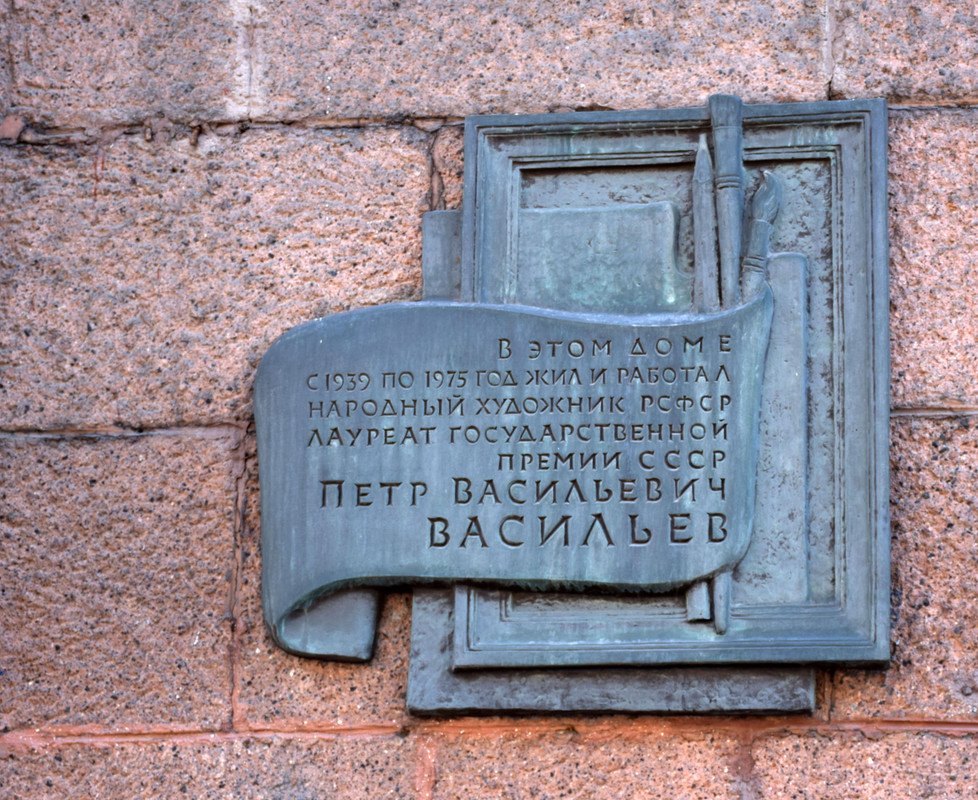 В ЭТОМ ДОМЕ
С 1939 ПО 1975 ГОД ЖИЛ И РАБОТАЛ
НАРОДНЫЙ ХУДОЖНИК РСФСР
ЛАУРЕАТ ГОСУДАРСТВЕННОЙ
ПРЕМИИ СССР
ПЕТР ВАСИЛЬЕВИЧ
ВАСИЛЬЕВ